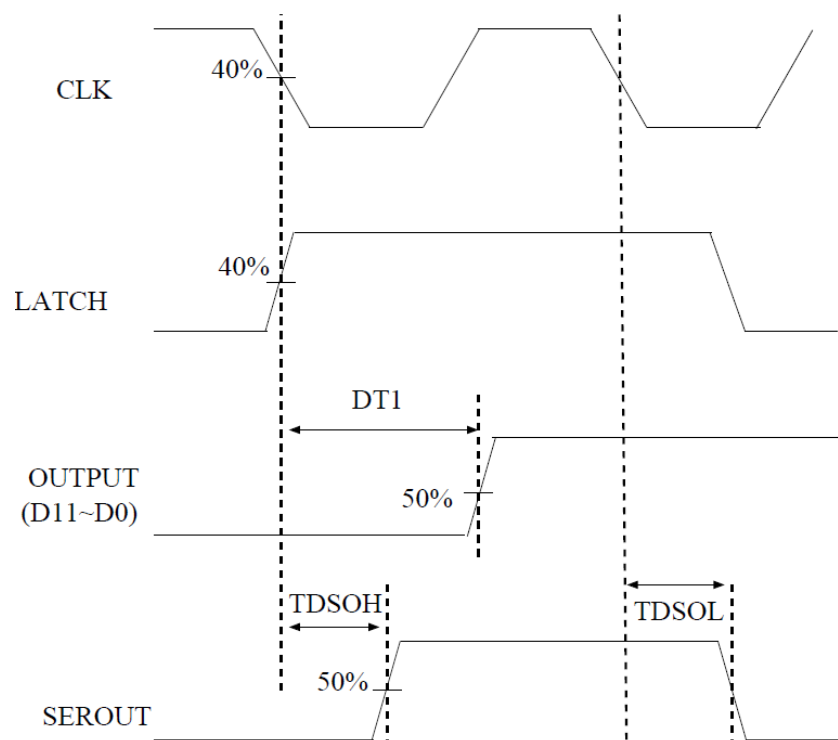 40%
CLK
40%
LATCH
DT1
OUTPUT
(D11~D0)
50%
TDSOH
TDSOL
50%
SEROUT